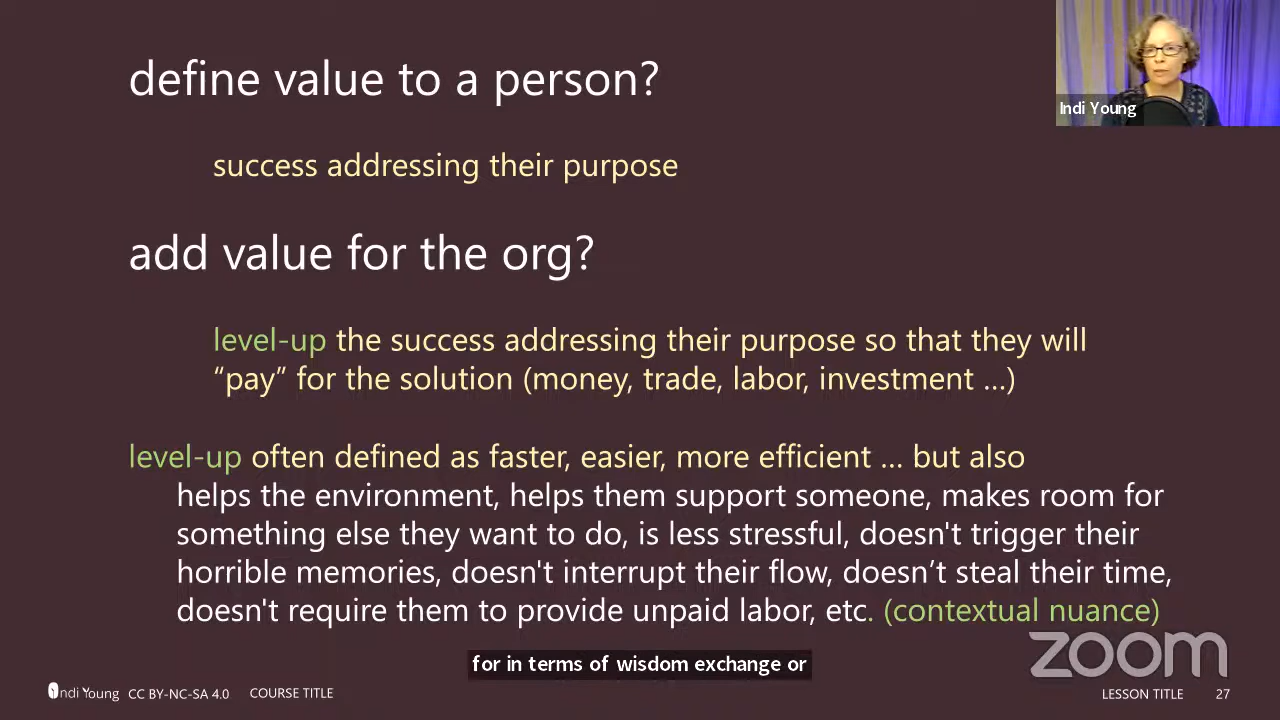 define value to a person?
Indi Young
success addressing their purpose
add value for the org?
level-up the success addressing their purpose so that they will
“pay” for the solution (money, trade, labor, investment …)
level-up often defined as faster, easier, more efficient … but also
helps the environment, helps them support someone, makes room for
something else they want to do, is less stressful, doesn't trigger their
horrible memories, doesn't interrupt their flow, doesn’t steal their time,
doesn't require them to provide unpaid labor, etc. (contextual nuance)
zoom
for in terms of wisdom exchange or
Indi Young CC BY-NC-SA 4.0 COURSE TITLE LESSON TITLE 27